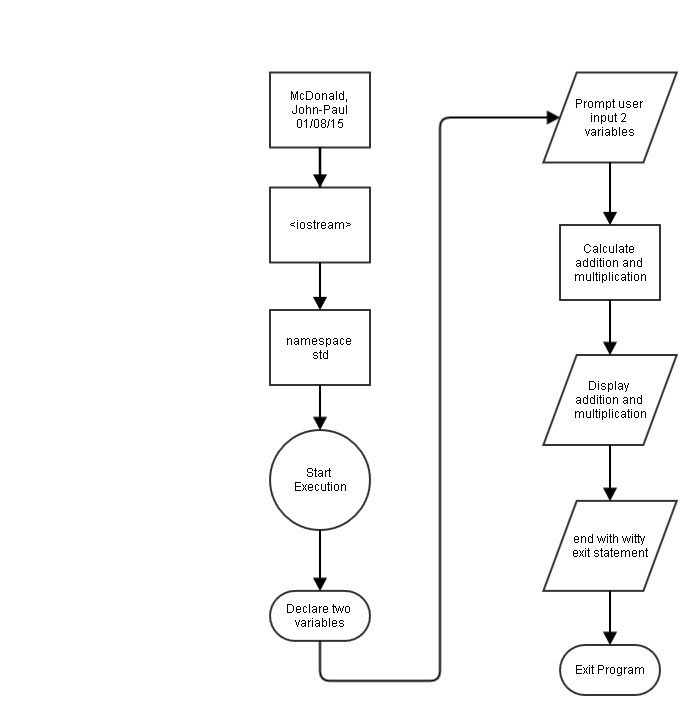 McDonald,
John-Paul
01/08/15
<iostream>
namespace
std
Start
Execution
Declare two
variables
Prompt user
input 2
variables
Calculate
addition and
multiplication
Display
addition and
multiplication
end with witty
exit statement
Exit Program